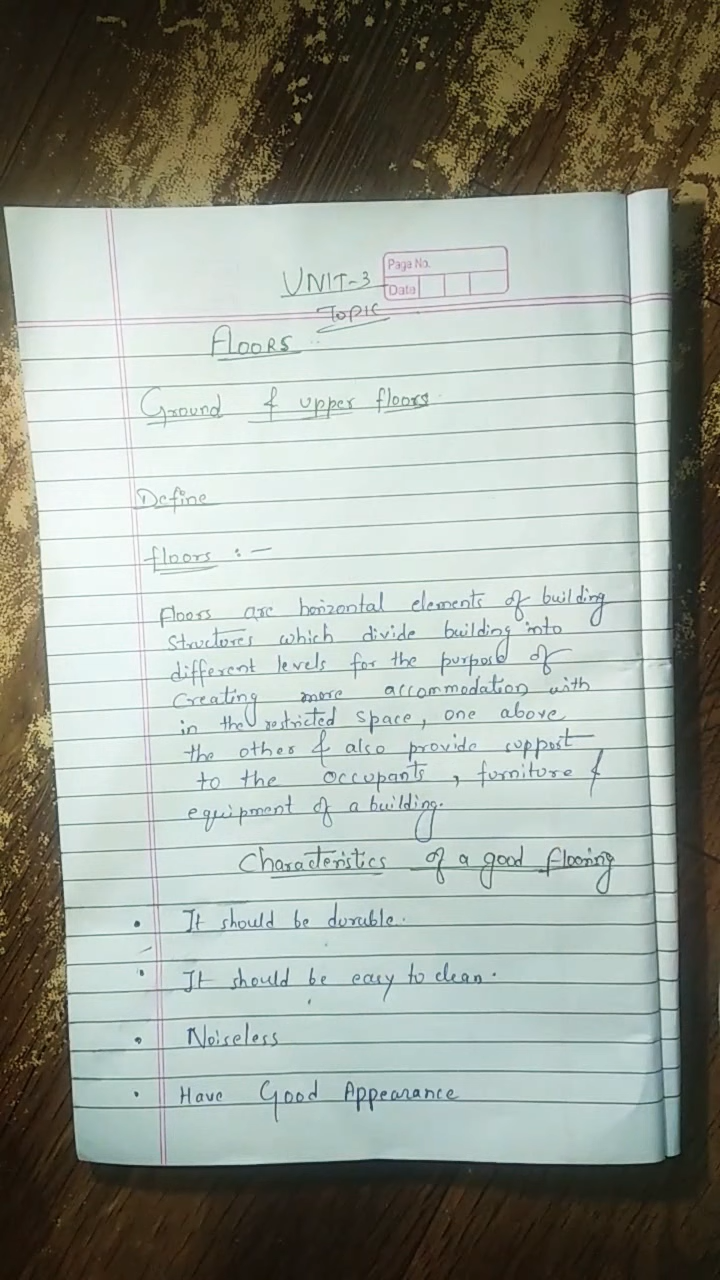 UNIT-3
Page No.
Date
Topic
FLOORS
Ground & upper floors
Define
floors :-
Floors are horizontal elements of building
structures which divide building into
different levels for the purpose of
Creating more accommodation with
in the restricted space, one above
the other & also provide support
to the occupants, furniture &
equipment of a building.
Characteristics of a good flooring
• It should be durable.
• It should be easy to clean.
• Noiseless
• Have Good Appearance